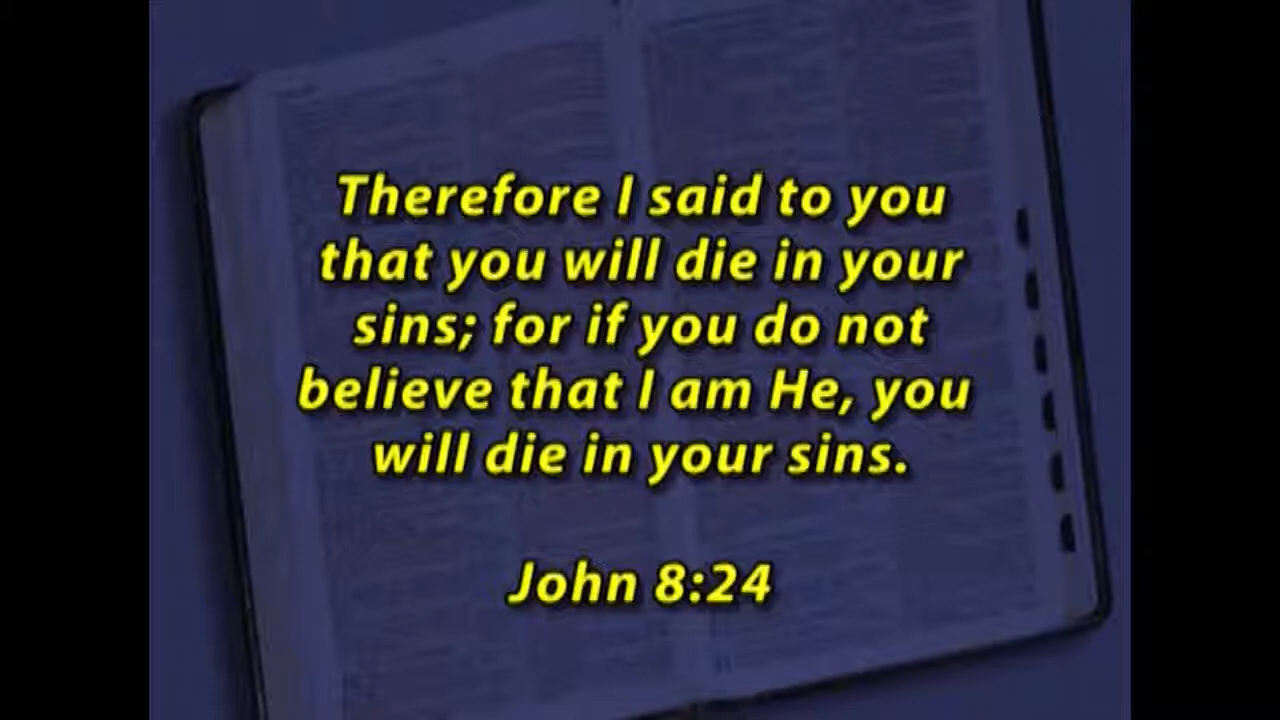 Therefore I said to you
that you will die in your
sins; for if you do not
believe that I am He, you
will die in your sins.
John 8:24